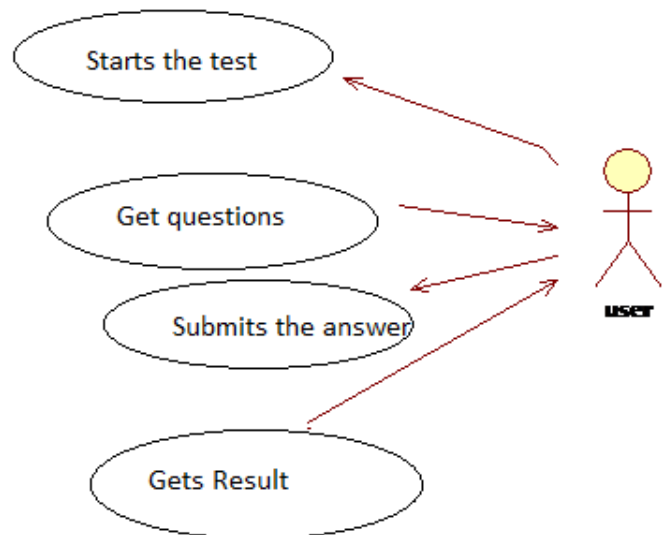 Starts the test
Get questions
Submits the answer
user
Gets Result